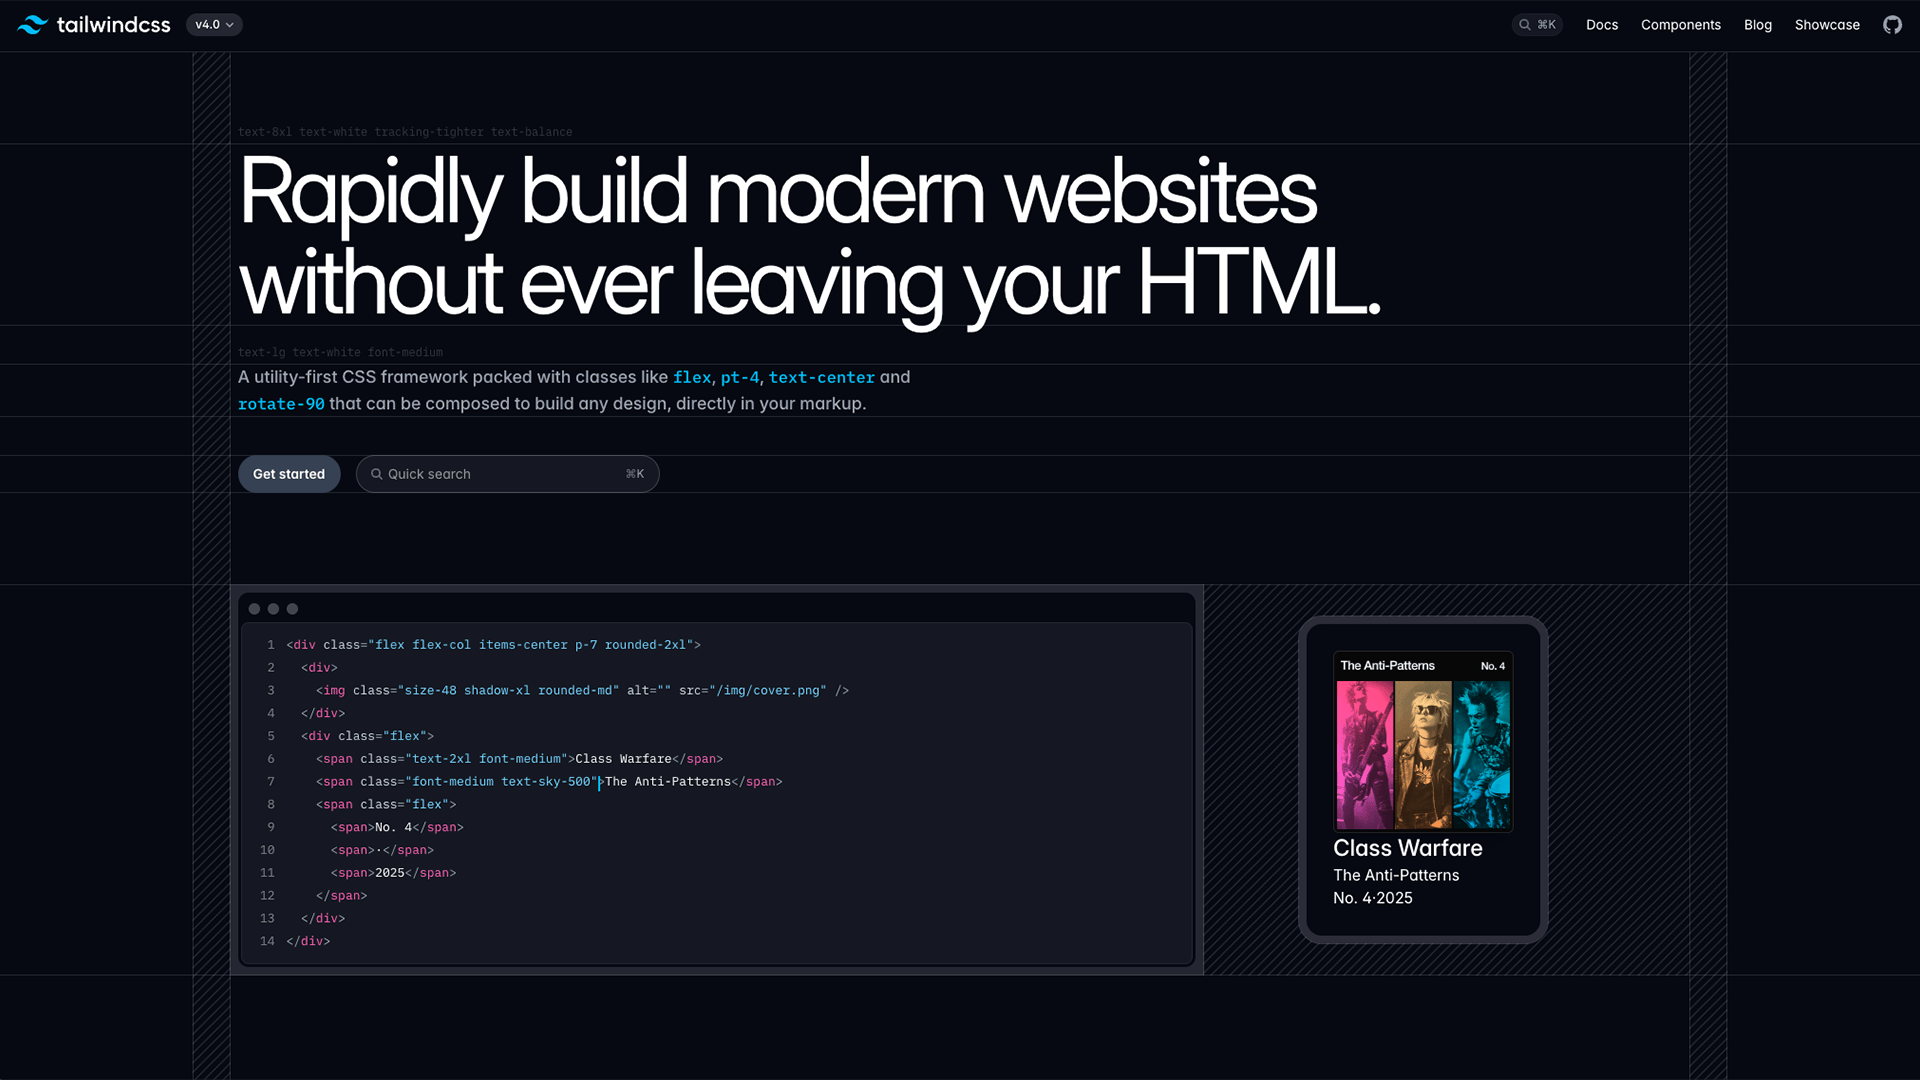 tailwindcss
v4.0
⌘K
Docs
Components
Blog
Showcase
text-8xl text-white tracking-tighter text-balance
Rapidly build modern websites
without ever leaving your HTML.
text-lg text-white font-medium
A utility-first CSS framework packed with classes like flex, pt-4, text-center and
rotate-90 that can be composed to build any design, directly in your markup.
Get started
Quick search
⌘K
1 <div class="flex flex-col items-center p-7 rounded-2xl">
2 <div>
3 <img class="size-48 shadow-xl rounded-md" alt="" src="/img/cover.png" />
4 </div>
5 <div class="flex">
6 <span class="text-2xl font-medium">Class Warfare</span>
7 <span class="font-medium text-sky-500">The Anti-Patterns</span>
8 <span class="flex">
9 <span>No. 4</span>
10 <span>·</span>
11 <span>2025</span>
12 </span>
13 </div>
14 </div>
The Anti-Patterns
No. 4
Class Warfare
The Anti-Patterns
No. 4·2025